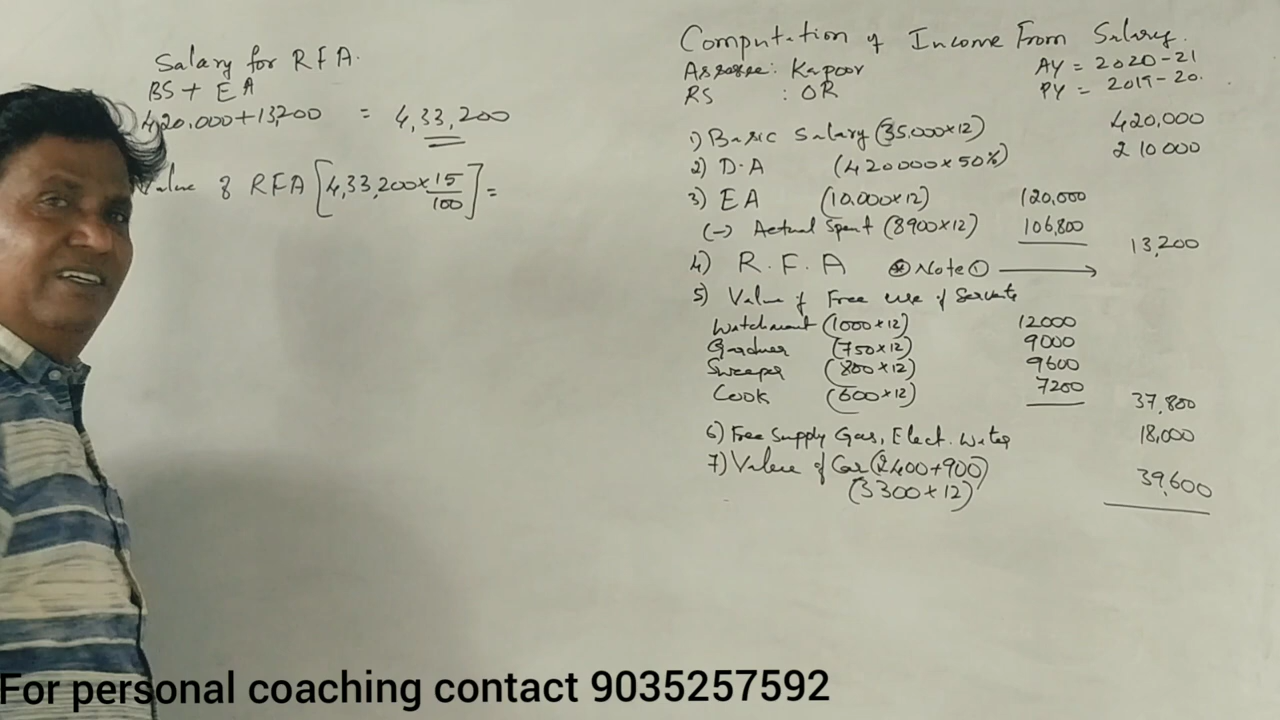 Salary for RFA.
BS + EA
4,20,000+13,200 = 4,33,200
Value of RFA [4,33,200×15/100] =
Computation of Income From Salary.
Assesse: Kapoor AY = 2020-21
RS : OR PY = 2019-20.
1) Basic Salary (35,000×12) 420,000
2) D.A (420000×50%) 210000
3) EA (10,000×12) 120,000
(-) Actual Spent (8900×12) 106,800 13,200
4) R.F.A * Note ①
5) Value of Free use of Servants
Watchmant (1000×12) 12000
Gardner (750×12) 9000
Sweeper (800×12) 9600
Cook (600×12) 7200 37,800
6) Free Supply Gas, Elect. Water 18,000
7) Value of Car (2400+900)
(3300×12) 39,600
For personal coaching contact 9035257592